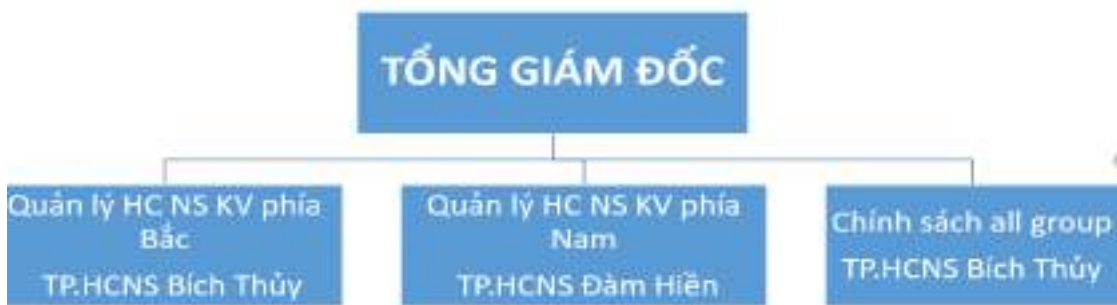 TỔNG GIÁM ĐỐC
Quản lý HC NS KV phía
Bắc
TP.HCNS Bích Thủy
Quản lý HC NS KV phía
Nam
TP.HCNS Đàm Hiền
Chính sách all group
TP.HCNS Bích Thủy